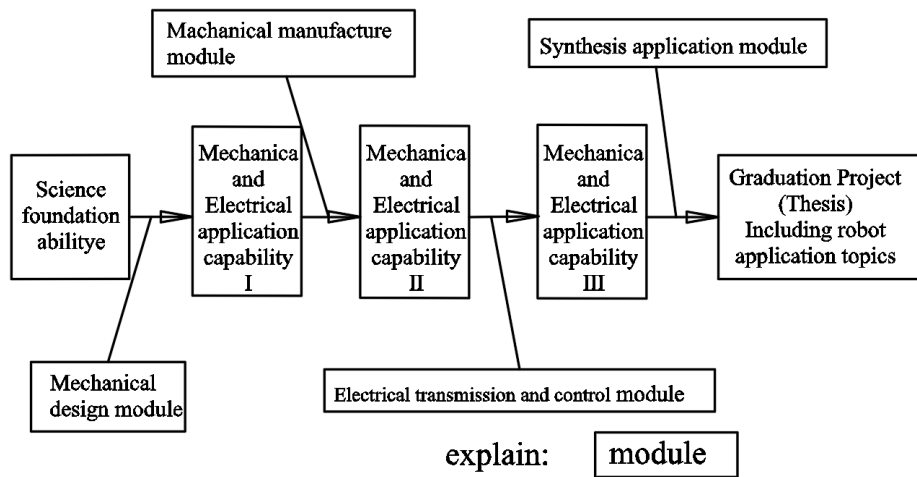 Machanical manufacture
module
Synthesis application module
Science
foundation
abilitye
Mechanica
and
Electrical
application
capability
I
Mechanica
and
Electrical
application
capability
II
Mechanica
and
Electrical
application
capability
III
Graduation Project
(Thesis)
Including robot
application topics
Mechanical
design module
Electrical transmission and control module
explain: module